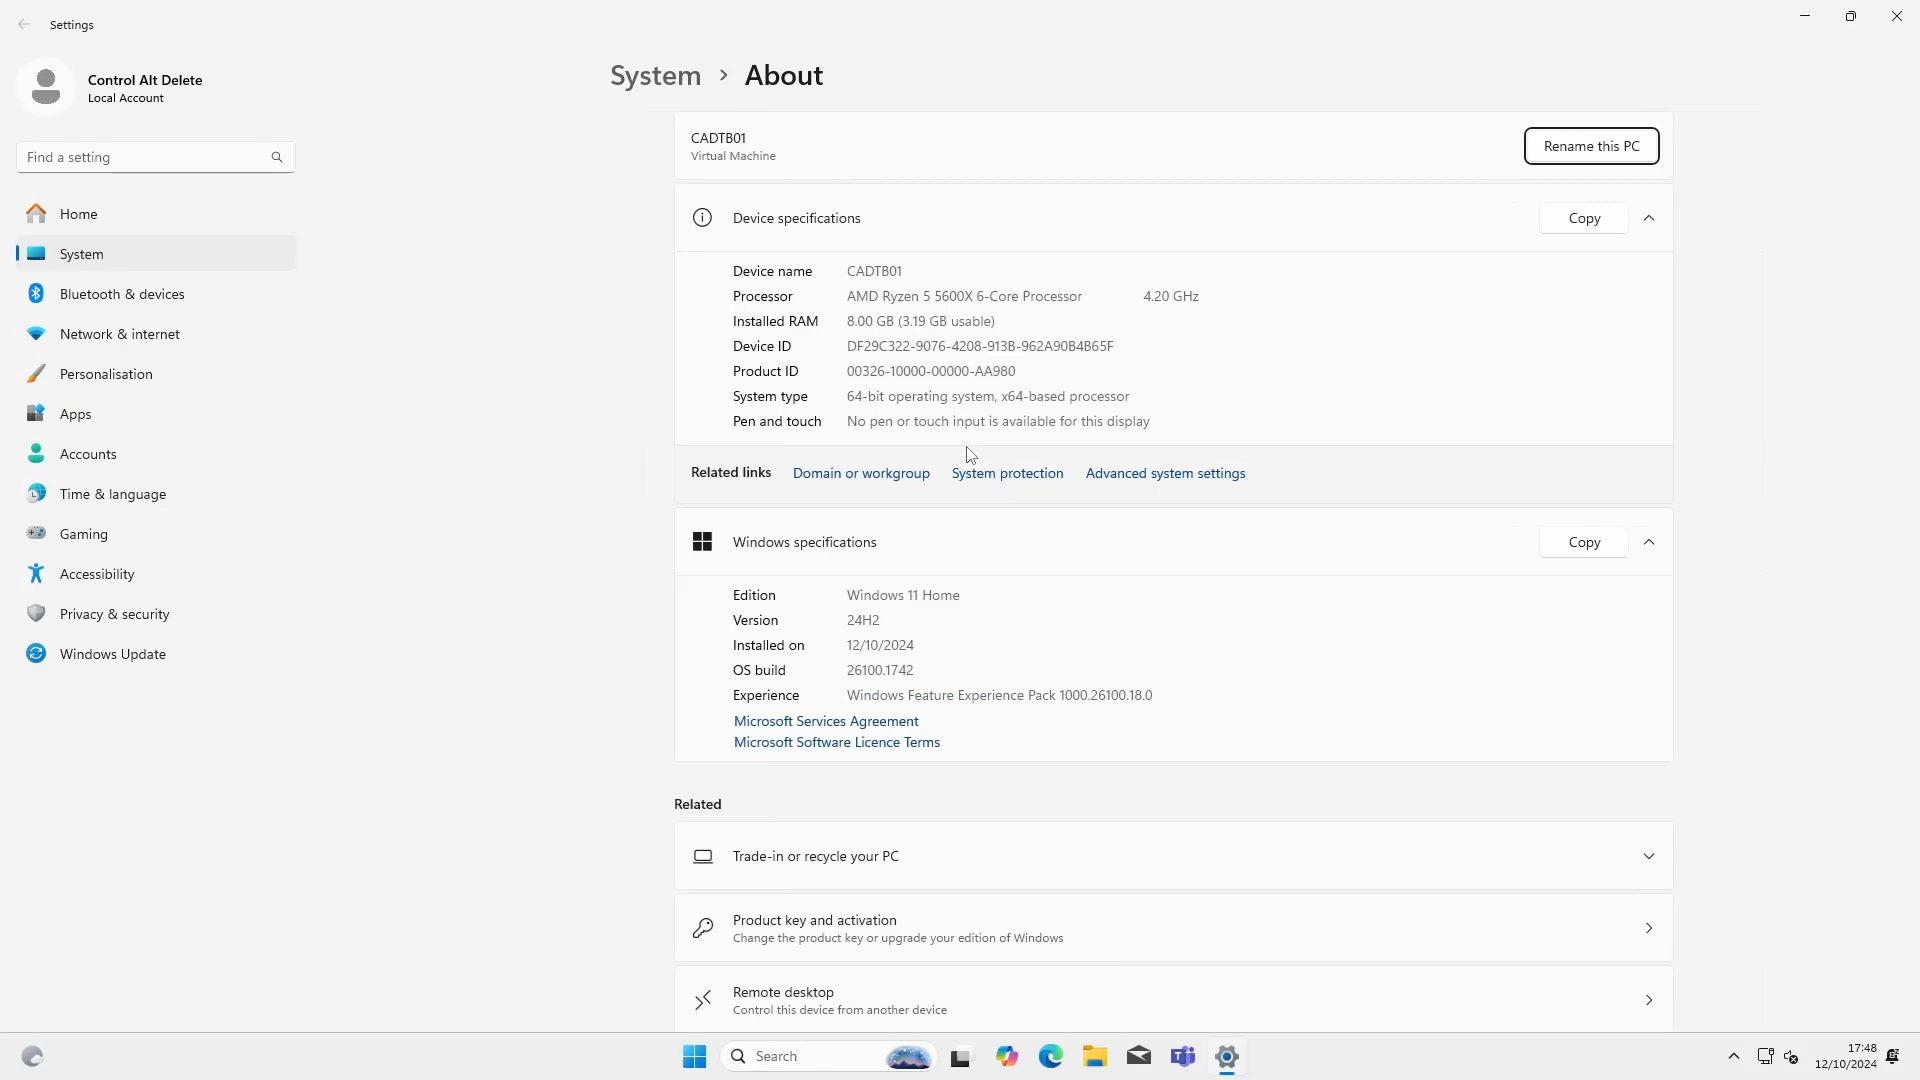 Settings
Control Alt Delete
Local Account
Find a setting
Home
System
Bluetooth & devices
Network & internet
Personalisation
Apps
Accounts
Time & language
Gaming
Accessibility
Privacy & security
Windows Update
System > About
CADTB01
Virtual Machine
Rename this PC
Device specifications Copy
Device name CADTB01
Processor AMD Ryzen 5 5600X 6-Core Processor 4.20 GHz
Installed RAM 8.00 GB (3.19 GB usable)
Device ID DF29C322-9076-4208-913B-962A90B4B65F
Product ID 00326-10000-00000-AA980
System type 64-bit operating system, x64-based processor
Pen and touch No pen or touch input is available for this display
Related links Domain or workgroup System protection Advanced system settings
Windows specifications Copy
Edition Windows 11 Home
Version 24H2
Installed on 12/10/2024
OS build 26100.1742
Experience Windows Feature Experience Pack 1000.26100.18.0
Microsoft Services Agreement
Microsoft Software Licence Terms
Related
Trade-in or recycle your PC
Product key and activation
Change the product key or upgrade your edition of Windows
Remote desktop
Control this device from another device
Search
17:48
12/10/2024